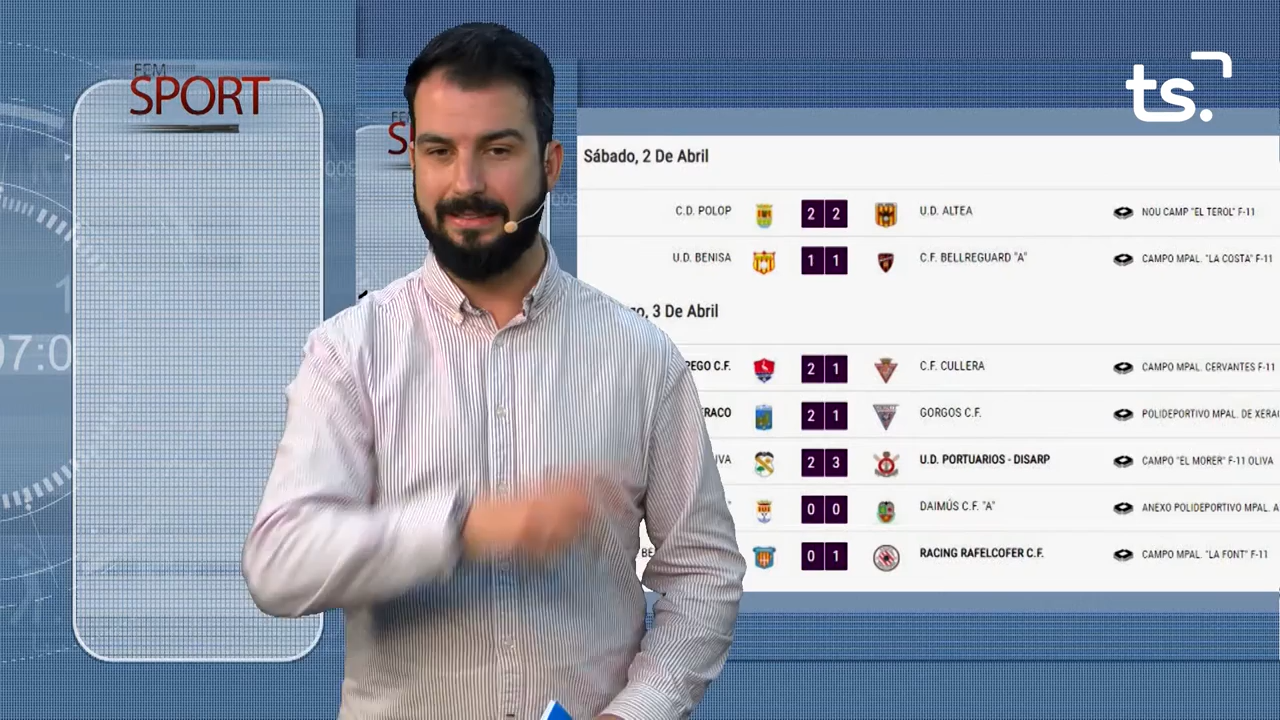 FEM
SPORT
ts.
Sábado, 2 De Abril
C.D. POLOP 2 2 U.D. ALTEA NOU CAMP "EL TEROL" F-11
U.D. BENISA 1 1 C.F. BELLREGUARD "A" CAMPO MPAL. "LA COSTA" F-11
3 De Abril
PEGO C.F. 2 1 C.F. CULLERA CAMPO MPAL. CERVANTES F-11
2 1 GORGOS C.F. POLIDEPORTIVO MPAL. DE
2 3 U.D. PORTUARIOS - DISARP CAMPO "EL MORER" F-11 OLIVA
0 0 DAIMÚS C.F. "A" ANEXO POLIDEPORTIVO MPAL.
0 1 RACING RAFELCOFER C.F. CAMPO MPAL. "LA FONT" F-11